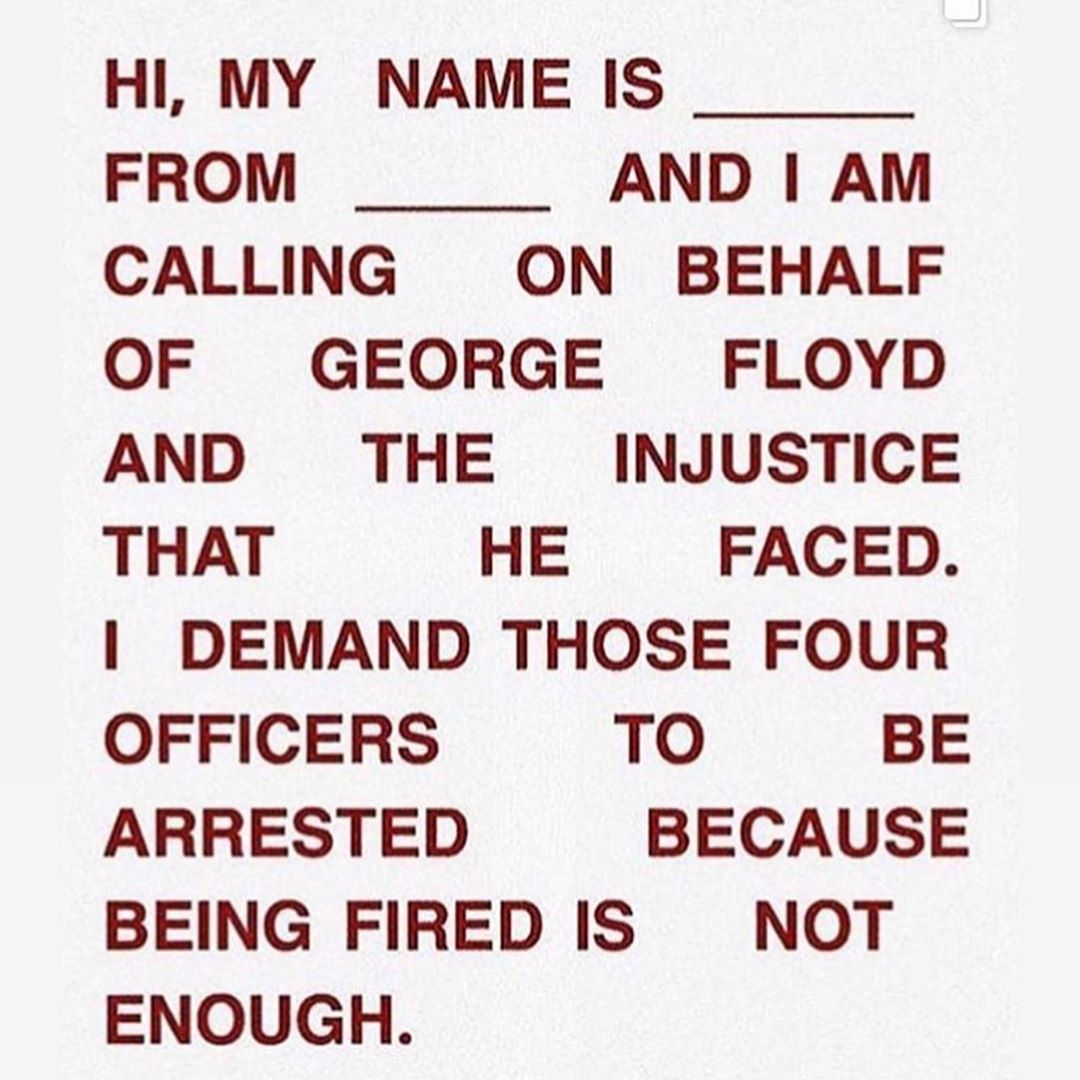 HI, MY NAME IS ______
FROM ______ AND I AM
CALLING ON BEHALF
OF GEORGE FLOYD
AND THE INJUSTICE
THAT HE FACED.
I DEMAND THOSE FOUR
OFFICERS TO BE
ARRESTED BECAUSE
BEING FIRED IS NOT
ENOUGH.